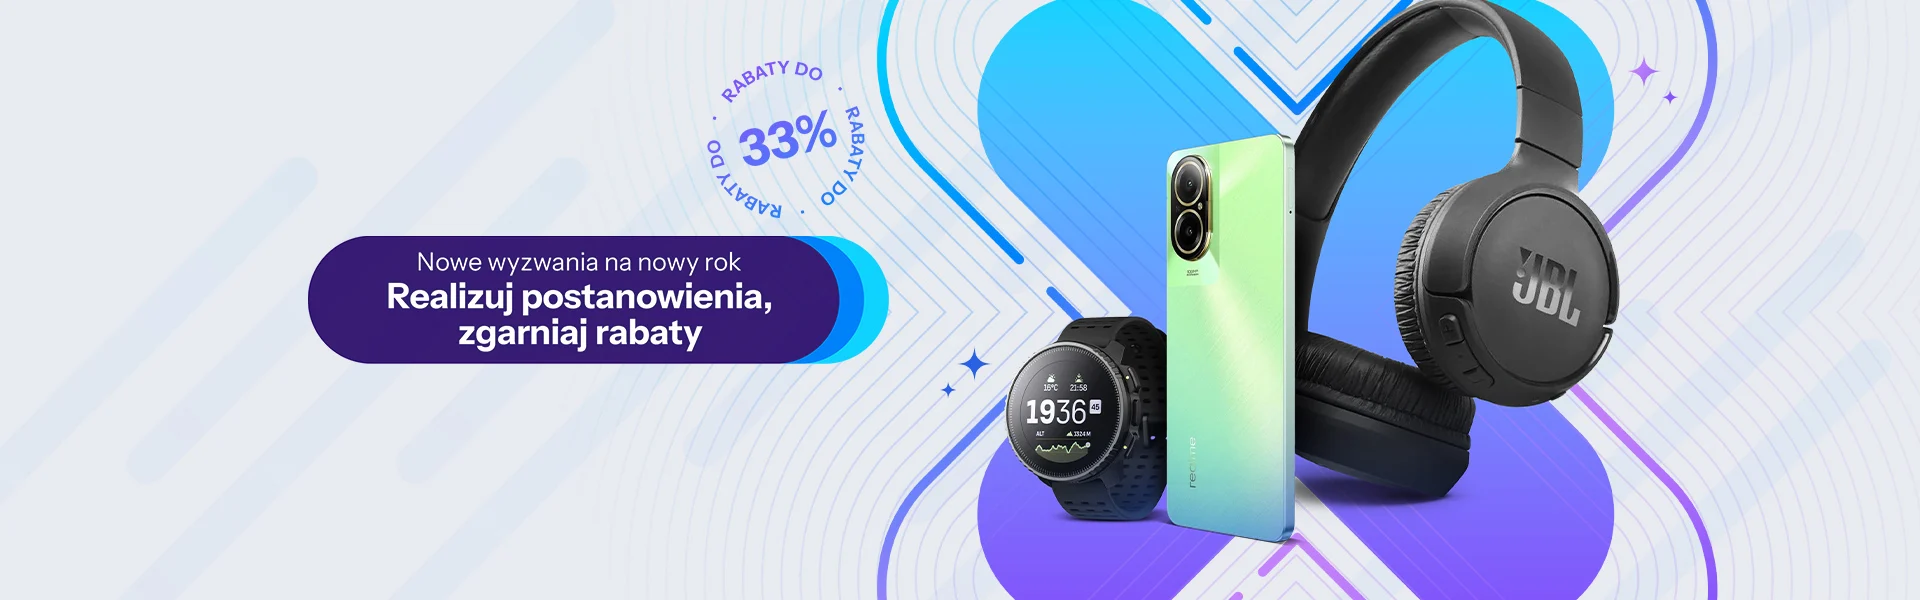 RABATY DO · RABATY DO · RABATY DO ·
33%
Nowe wyzwania na nowy rok
Realizuj postanowienia,
zgarniaj rabaty
16°C 21:58
1936 45
ALT 1324 M
realme
JBL